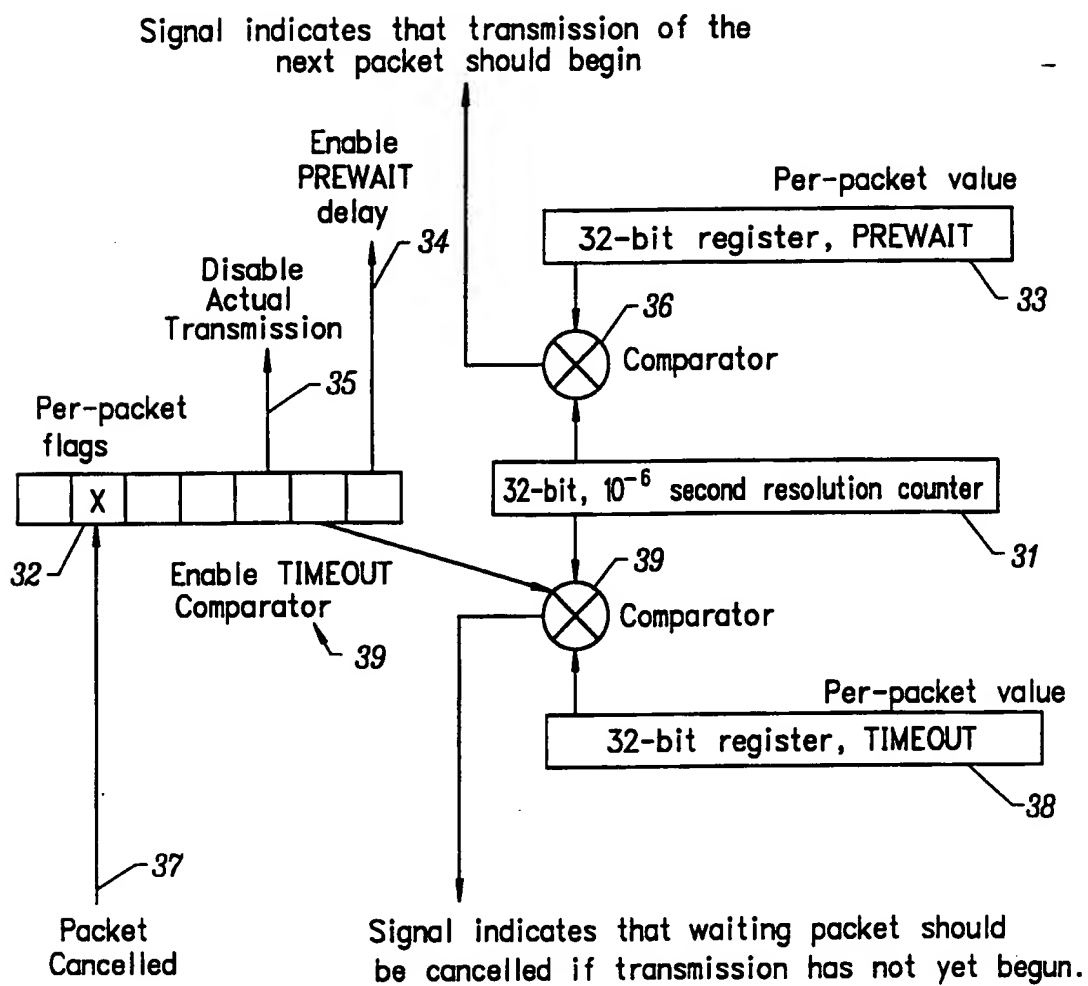 Signal indicates that transmission of the
next packet should begin
Enable
PREWAIT
delay
34
Per-packet value
32-bit register, PREWAIT
33
Disable
Actual
Transmission
35
36
Comparator
Per-packet
flags
X
32-bit, 10⁻⁶ second resolution counter
31
32
Enable TIMEOUT
Comparator
39
39
Comparator
Per-packet value
32-bit register, TIMEOUT
38
37
Packet
Cancelled
Signal indicates that waiting packet should
be cancelled if transmission has not yet begun.